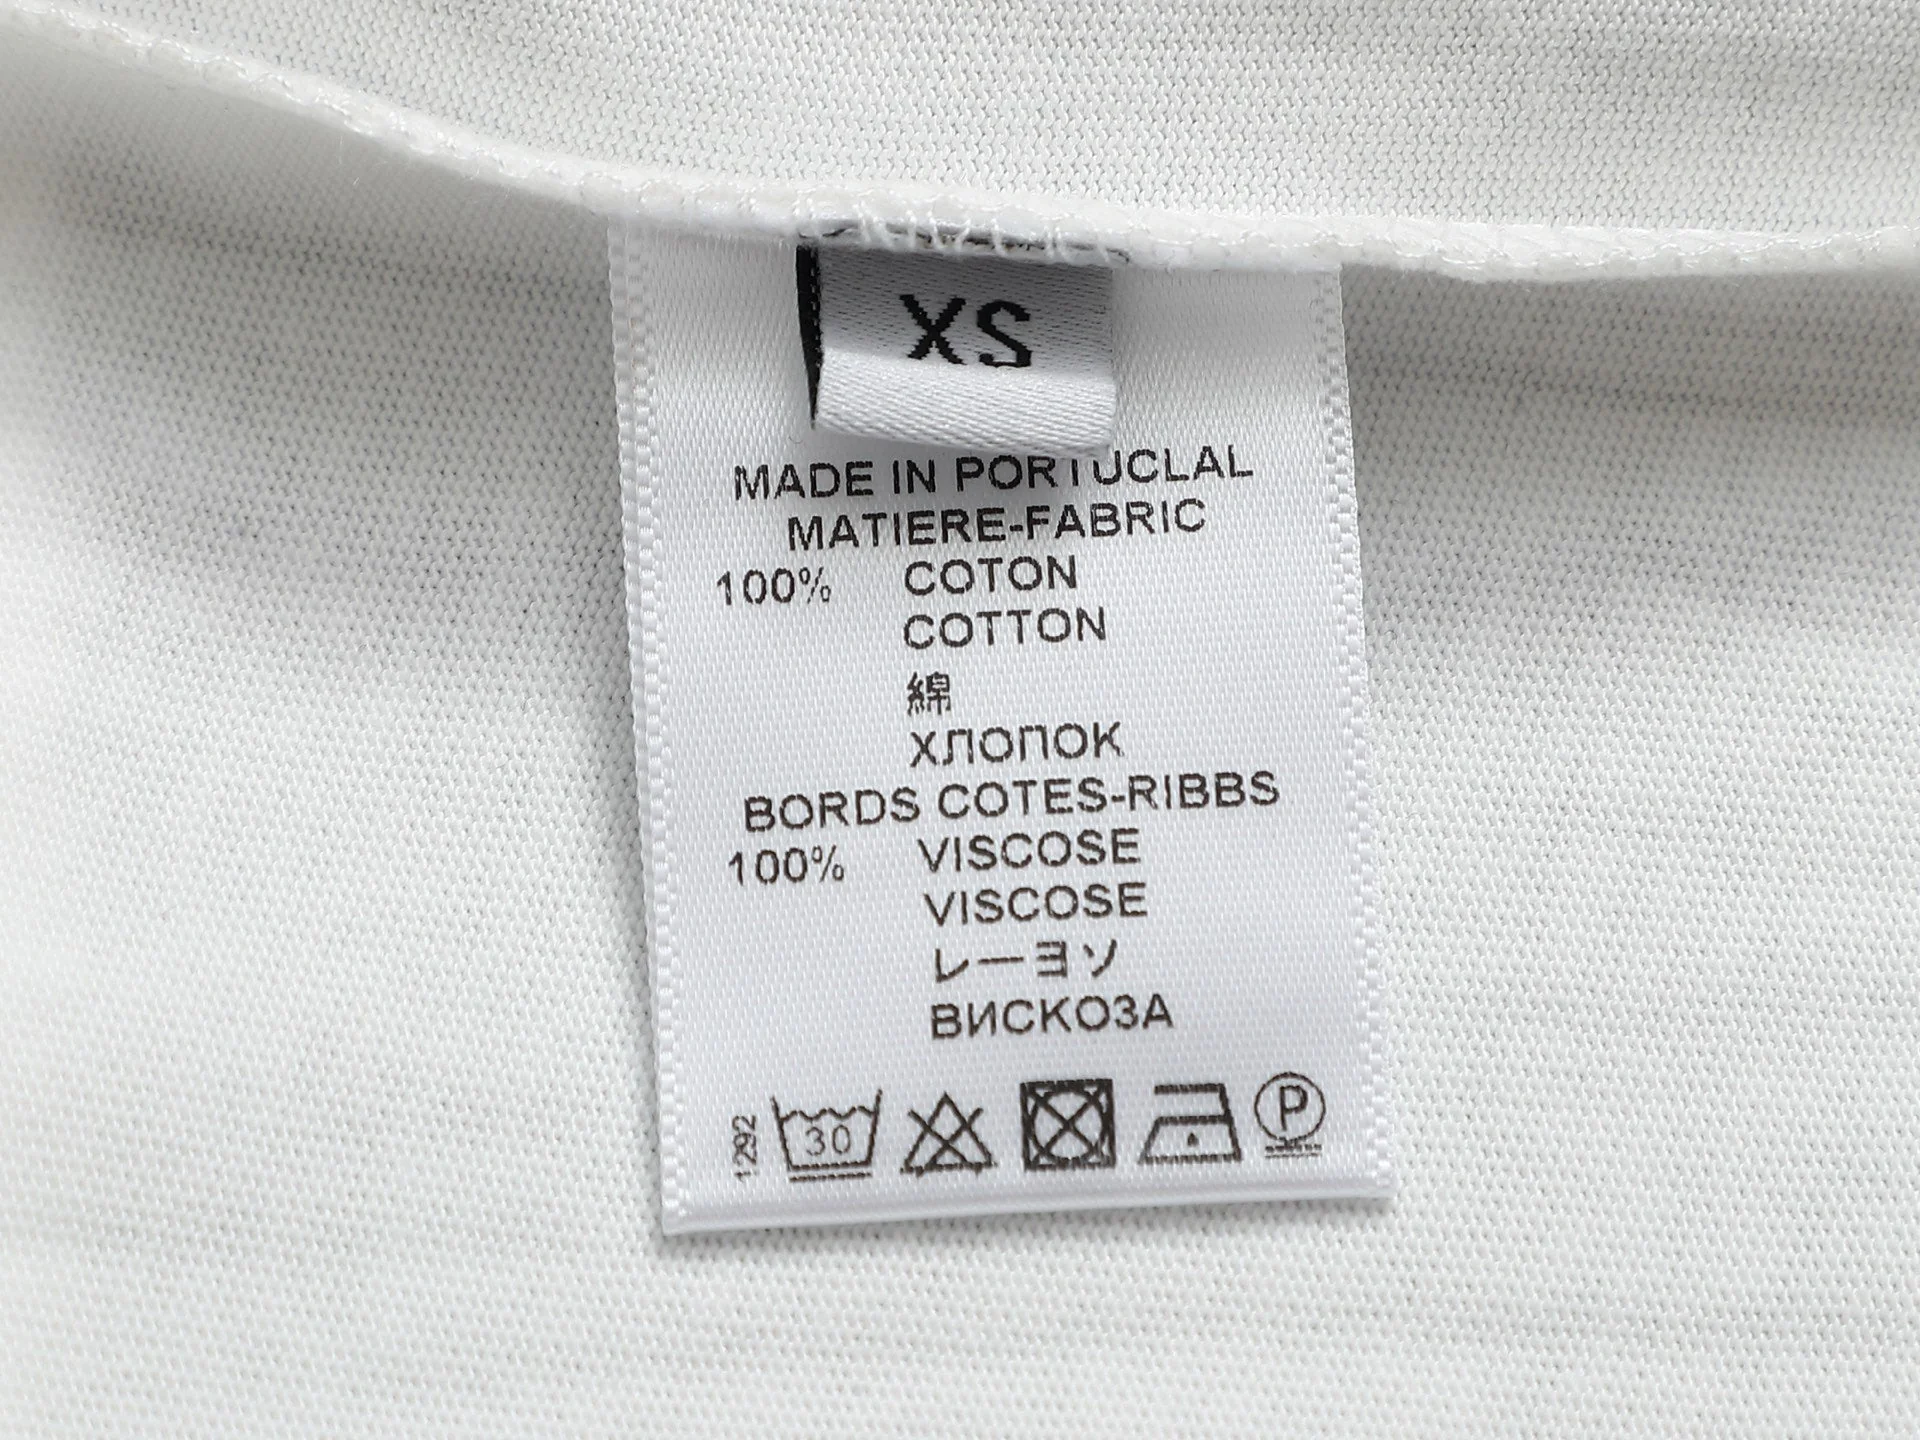 XS
MADE IN PORTUCLAL
MATIERE-FABRIC
100% COTON
COTTON
綿
ХЛОПОК
BORDS COTES-RIBBS
100% VISCOSE
VISCOSE
レーヨソ
ВИСКОЗА
1292 30 P